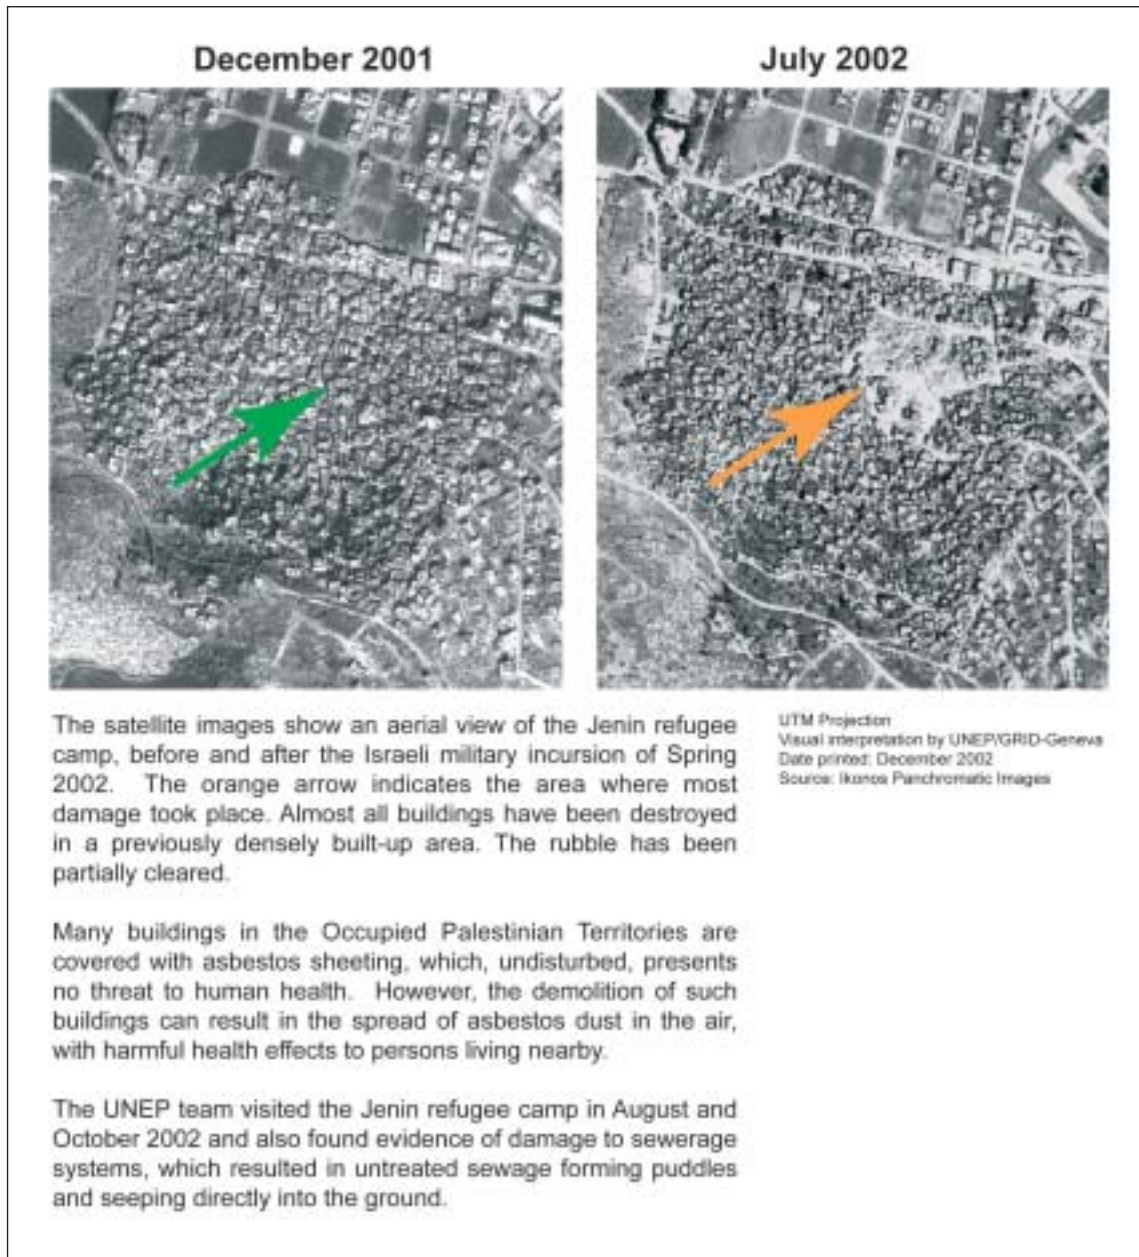 December 2001
July 2002
The satellite images show an aerial view of the Jenin refugee
camp, before and after the Israeli military incursion of Spring
2002. The orange arrow indicates the area where most
damage took place. Almost all buildings have been destroyed
in a previously densely built-up area. The rubble has been
partially cleared.
Many buildings in the Occupied Palestinian Territories are
covered with asbestos sheeting, which, undisturbed, presents
no threat to human health. However, the demolition of such
buildings can result in the spread of asbestos dust in the air,
with harmful health effects to persons living nearby.
The UNEP team visited the Jenin refugee camp in August and
October 2002 and also found evidence of damage to sewerage
systems, which resulted in untreated sewage forming puddles
and seeping directly into the ground.
UTM Projection
Visual interpretation by UNEP/GRID-Geneva
Date printed: December 2002
Source: Ikonos Panchromatic Images